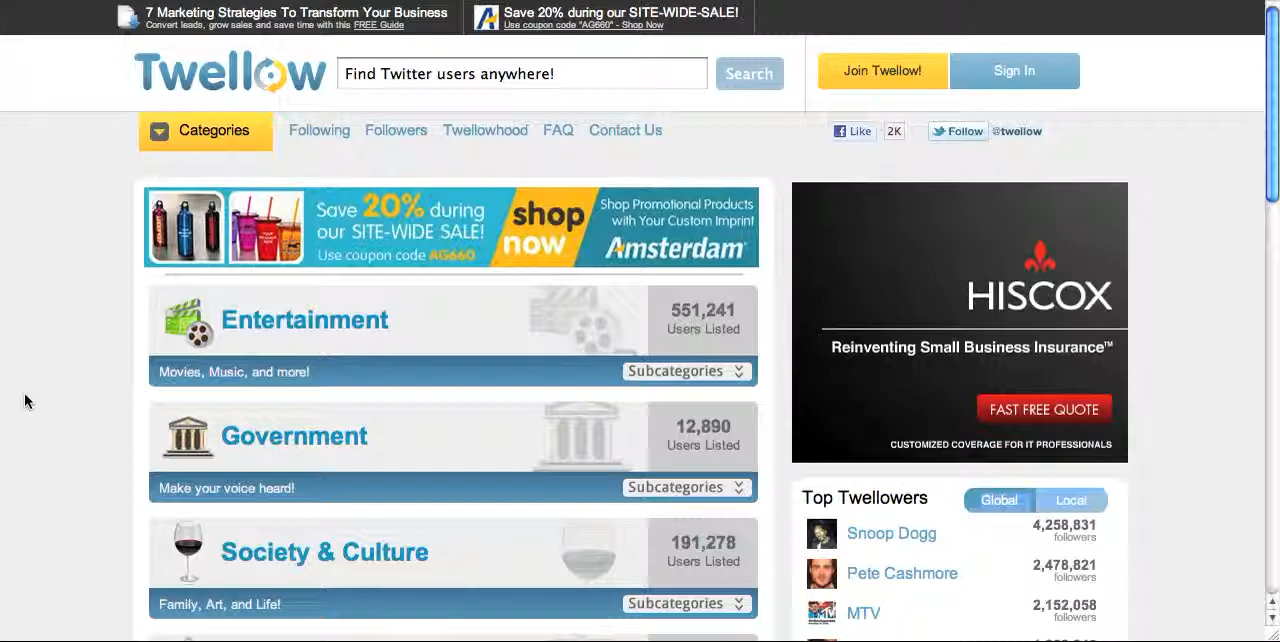 7 Marketing Strategies To Transform Your Business
Convert leads, grow sales and save time with this FREE Guide
Save 20% during our SITE-WIDE-SALE!
Use coupon code "AG660" - Shop Now
Twellow
Find Twitter users anywhere!
Search
Join Twellow!
Sign In
Categories
Following
Followers
Twellowhood
FAQ
Contact Us
Like
2K
Follow
@twellow
Save 20% during
our SITE-WIDE SALE!
Use coupon code AG660
shop
now
Shop Promotional Products
with Your Custom Imprint
Amsterdam
Entertainment
551,241
Users Listed
Movies, Music, and more!
Subcategories
Government
12,890
Users Listed
Make your voice heard!
Subcategories
Society & Culture
191,278
Users Listed
Family, Art, and Life!
Subcategories
HISCOX
Reinventing Small Business Insurance™
FAST FREE QUOTE
CUSTOMIZED COVERAGE FOR IT PROFESSIONALS
Top Twellowers
Global
Local
Snoop Dogg
4,258,831
followers
Pete Cashmore
2,478,821
followers
MTV
2,152,058
followers